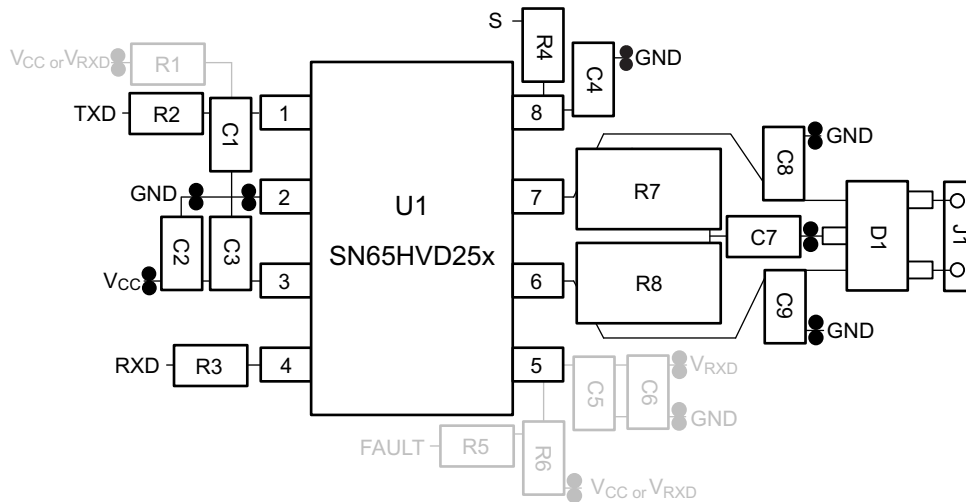 S
R4
C4
GND
VCC or VRXD
R1
TXD
R2
C1
1
8
GND
C8
GND
2
U1
SN65HVD25x
7
R7
C7
D1
J1
C2
C3
VCC
3
6
R8
C9
GND
RXD
R3
4
5
C5
C6
VRXD
GND
FAULT
R5
R6
VCC or VRXD